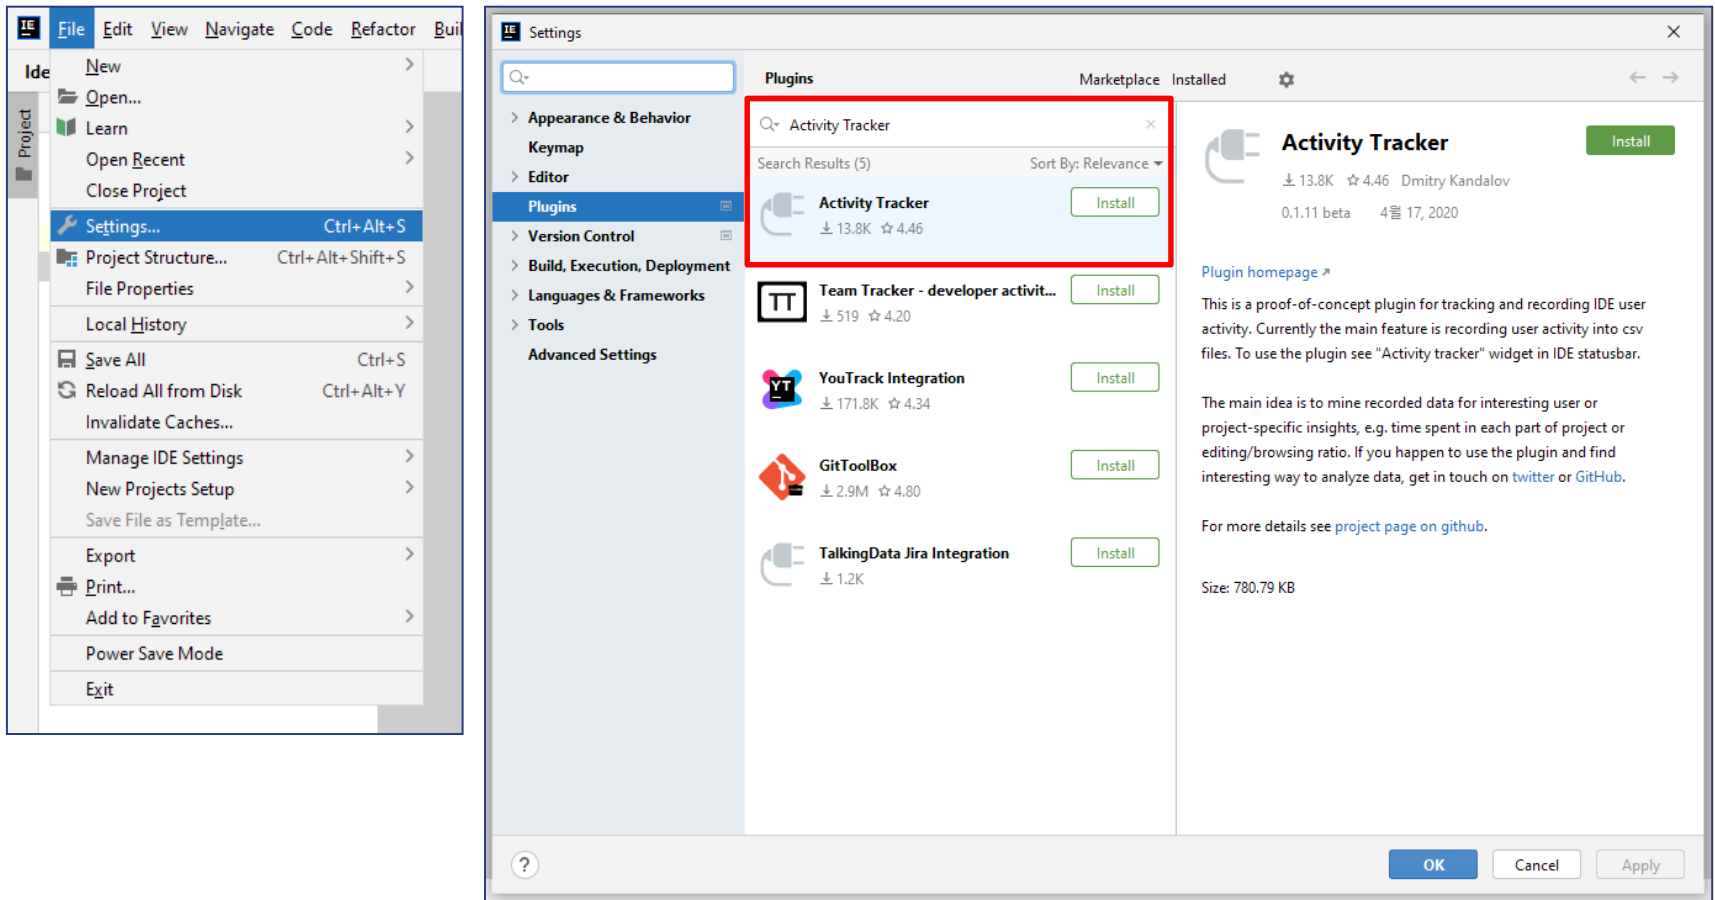 IE File Edit View Navigate Code Refactor Buil
Ide
Project
New
Open...
Learn
Open Recent
Close Project
Settings... Ctrl+Alt+S
Project Structure... Ctrl+Alt+Shift+S
File Properties
Local History
Save All Ctrl+S
Reload All from Disk Ctrl+Alt+Y
Invalidate Caches...
Manage IDE Settings
New Projects Setup
Save File as Template...
Export
Print...
Add to Favorites
Power Save Mode
Exit
IE Settings
Appearance & Behavior
Keymap
Editor
Plugins
Version Control
Build, Execution, Deployment
Languages & Frameworks
Tools
Advanced Settings
Plugins Marketplace Installed
Activity Tracker
Search Results (5) Sort By: Relevance
Activity Tracker Install
13.8K 4.46
TT
Team Tracker - developer activit... Install
519 4.20
YT
YouTrack Integration Install
171.8K 4.34
GitToolBox Install
2.9M 4.80
TalkingData Jira Integration Install
1.2K
Activity Tracker Install
13.8K 4.46 Dmitry Kandalov
0.1.11 beta 4월 17, 2020
Plugin homepage
This is a proof-of-concept plugin for tracking and recording IDE user
activity. Currently the main feature is recording user activity into csv
files. To use the plugin see "Activity tracker" widget in IDE statusbar.
The main idea is to mine recorded data for interesting user or
project-specific insights, e.g. time spent in each part of project or
editing/browsing ratio. If you happen to use the plugin and find
interesting way to analyze data, get in touch on twitter or GitHub.
For more details see project page on github.
Size: 780.79 KB
? OK Cancel Apply